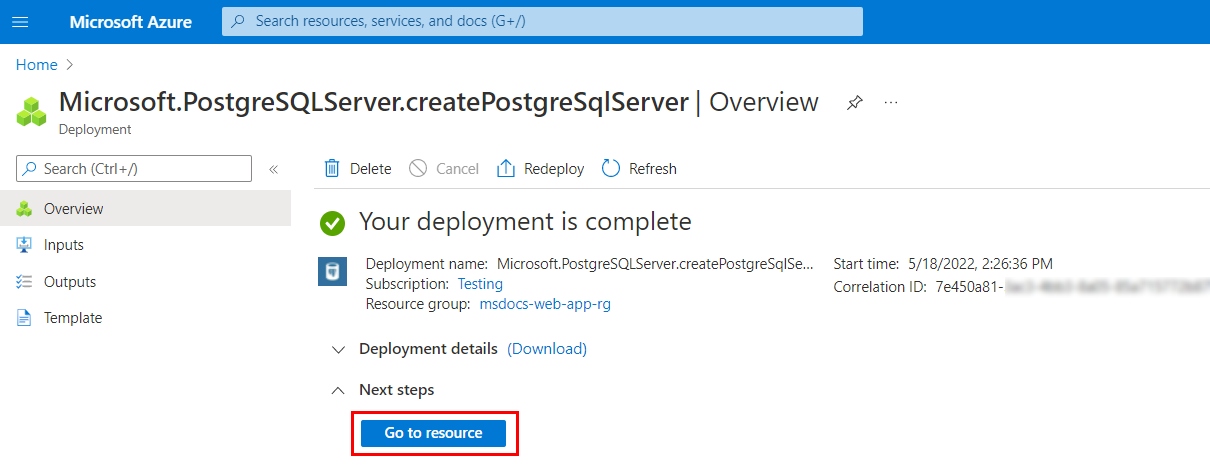 Microsoft Azure
Search resources, services, and docs (G+/)
Home
Microsoft.PostgreSQLServer.createPostgreSqlServer | Overview
Deployment
Search (Ctrl+/)
Delete
Cancel
Redeploy
Refresh
Overview
Inputs
Outputs
Template
Your deployment is complete
Deployment name: Microsoft.PostgreSQLServer.createPostgreSqlSe...
Subscription: Testing
Resource group: msdocs-web-app-rg
Start time: 5/18/2022, 2:26:36 PM
Correlation ID: 7e450a81-
Deployment details (Download)
Next steps
Go to resource